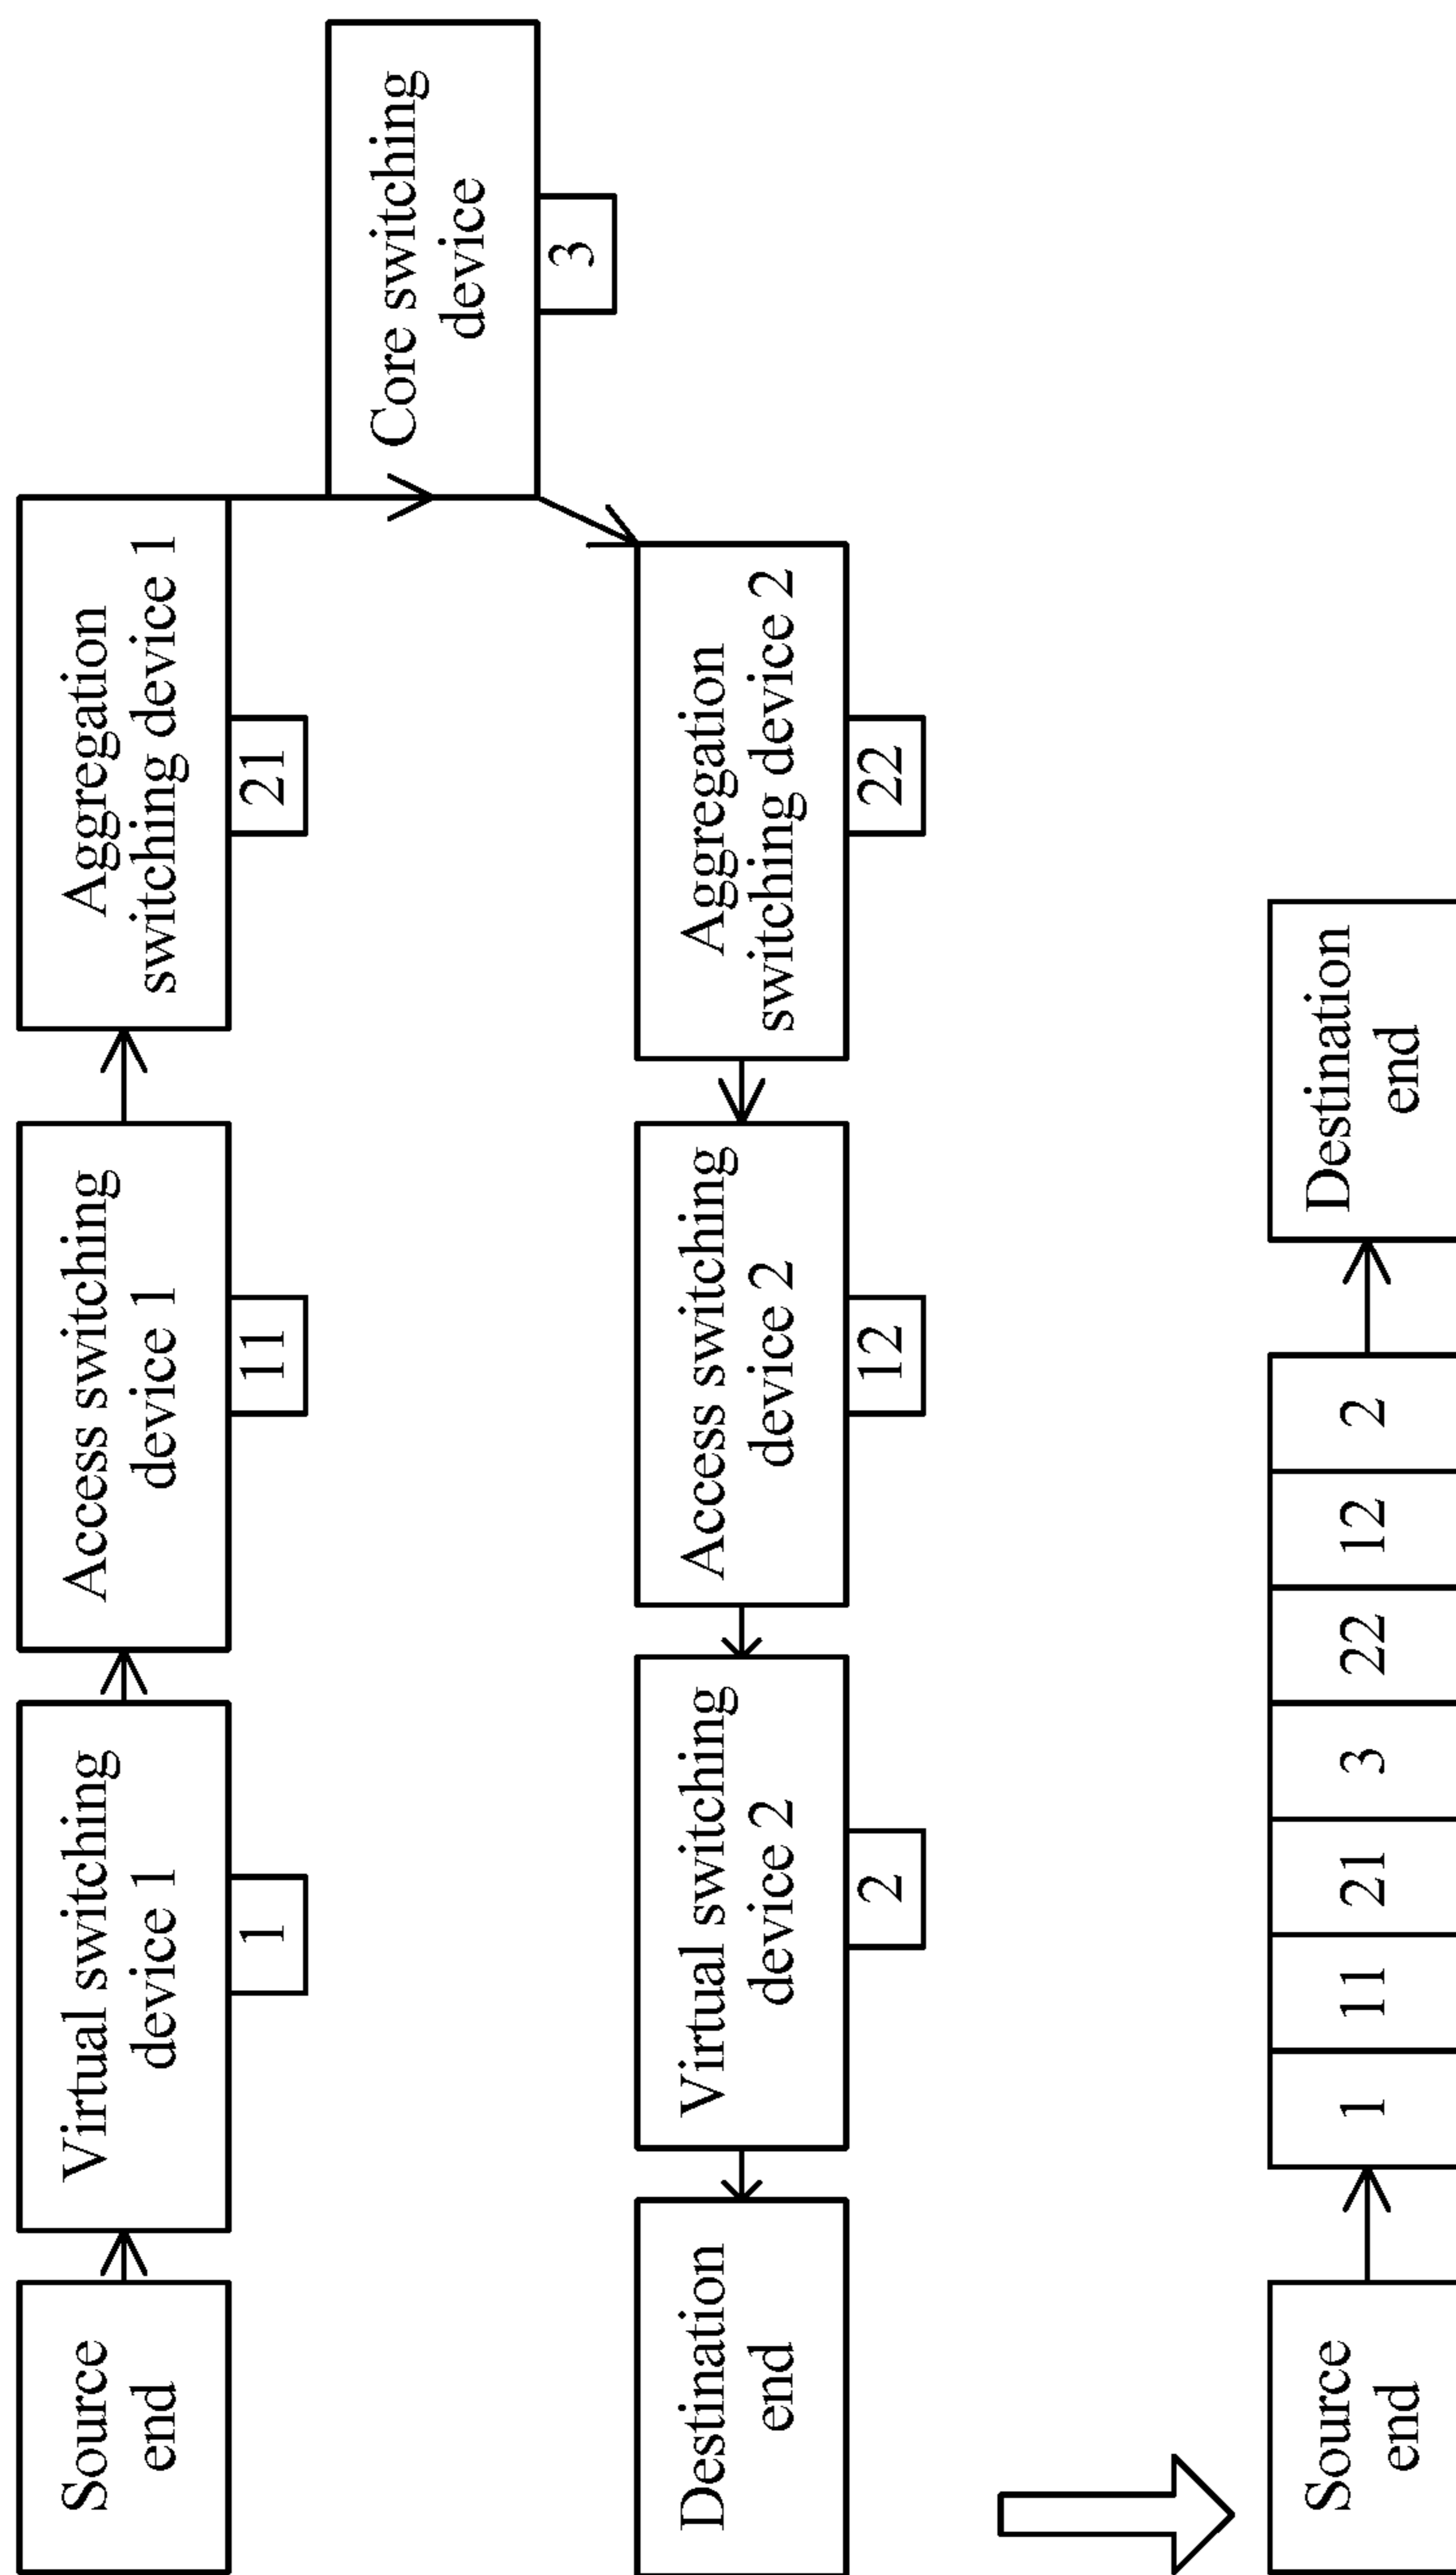 Source
end
Virtual switching
device 1
1
Access switching
device 1
11
Aggregation
switching device 1
21
Core switching
device
3
Aggregation
switching device 2
22
Access switching
device 2
12
Virtual switching
device 2
2
Destination
end
Source
end
1
11
21
3
22
12
2
Destination
end